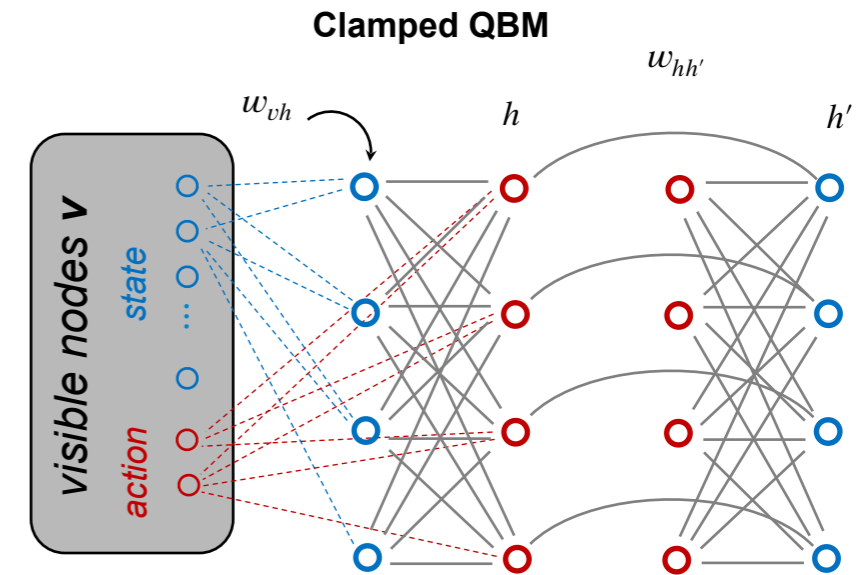 Clamped QBM
w_{vh}
h
w_{hh'}
h'
visible nodes v
state
...
action